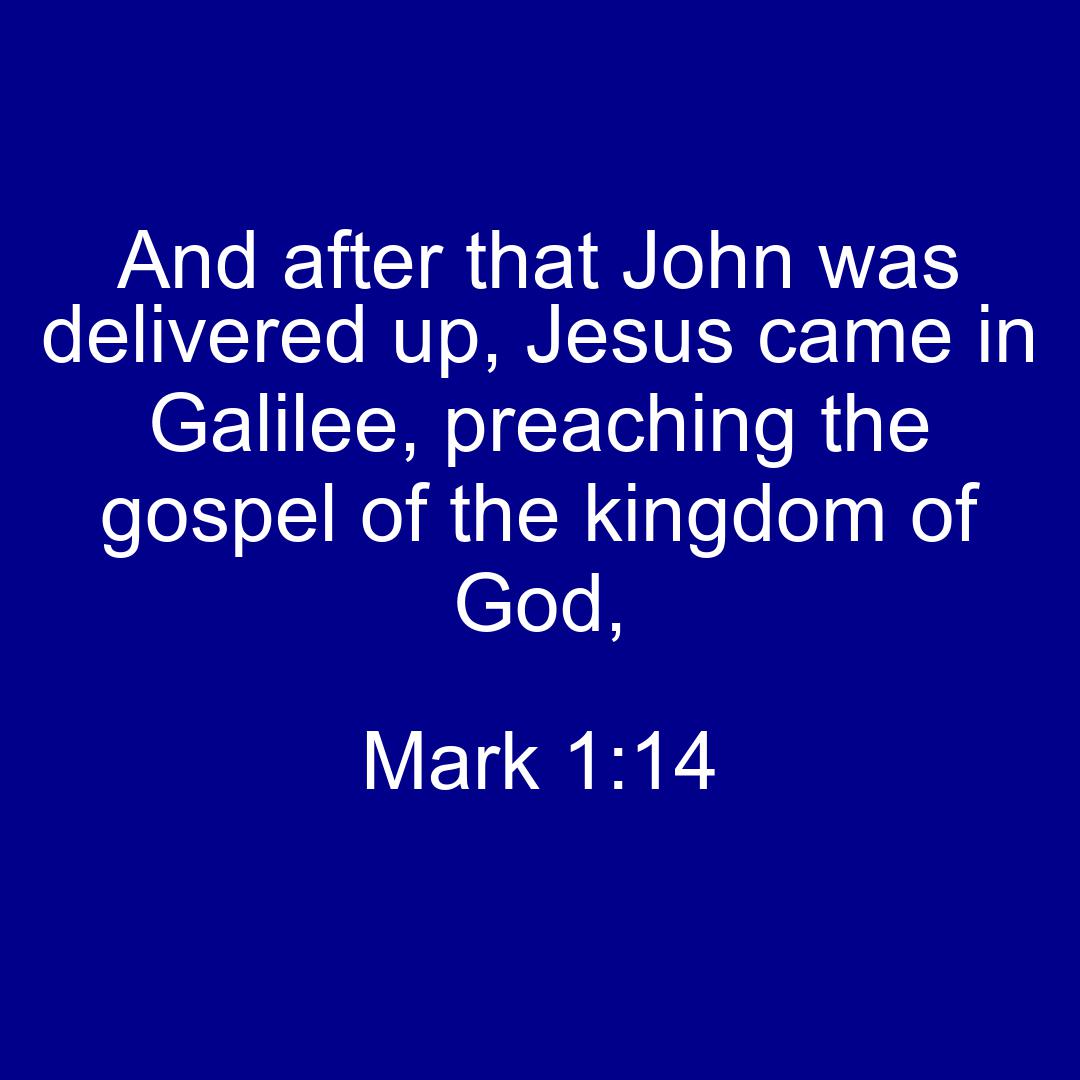 And after that John was
delivered up, Jesus came in
Galilee, preaching the
gospel of the kingdom of
God,
Mark 1:14